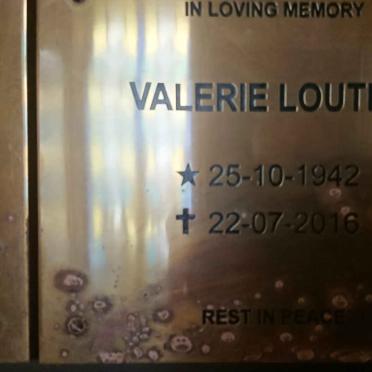 IN LOVING MEMORY
VALERIE LOUT
★ 25-10-1942
✝ 22-07-2016
REST IN PEACE